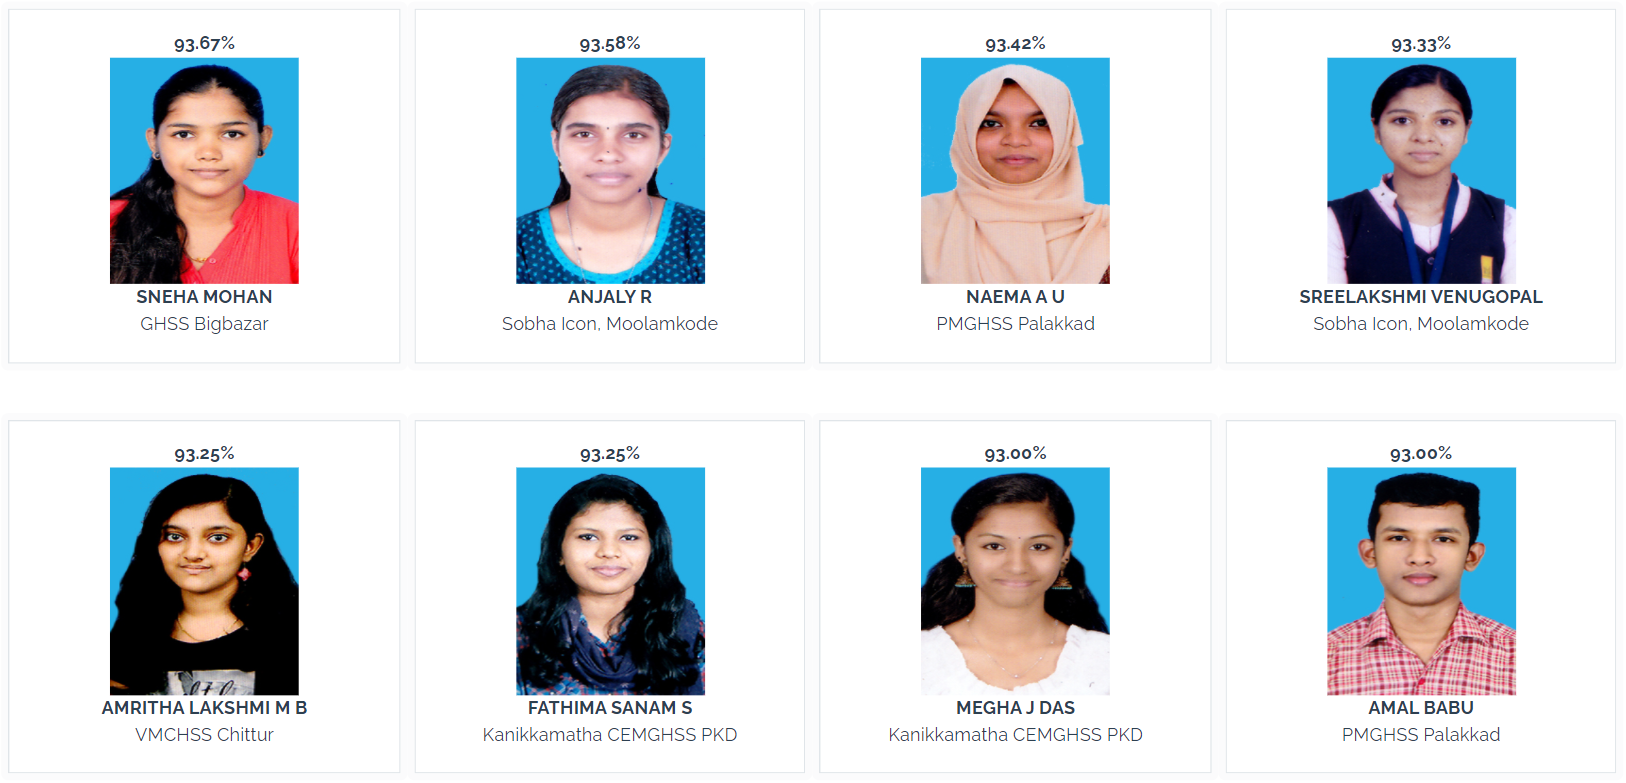 93.67%
SNEHA MOHAN
GHSS Bigbazar
93.58%
ANJALY R
Sobha Icon, Moolamkode
93.42%
NAEMA A U
PMGHSS Palakkad
93.33%
SREELAKSHMI VENUGOPAL
Sobha Icon, Moolamkode
93.25%
AMRITHA LAKSHMI M B
VMCHSS Chittur
93.25%
FATHIMA SANAM S
Kanikkamatha CEMGHSS PKD
93.00%
MEGHA J DAS
Kanikkamatha CEMGHSS PKD
93.00%
AMAL BABU
PMGHSS Palakkad